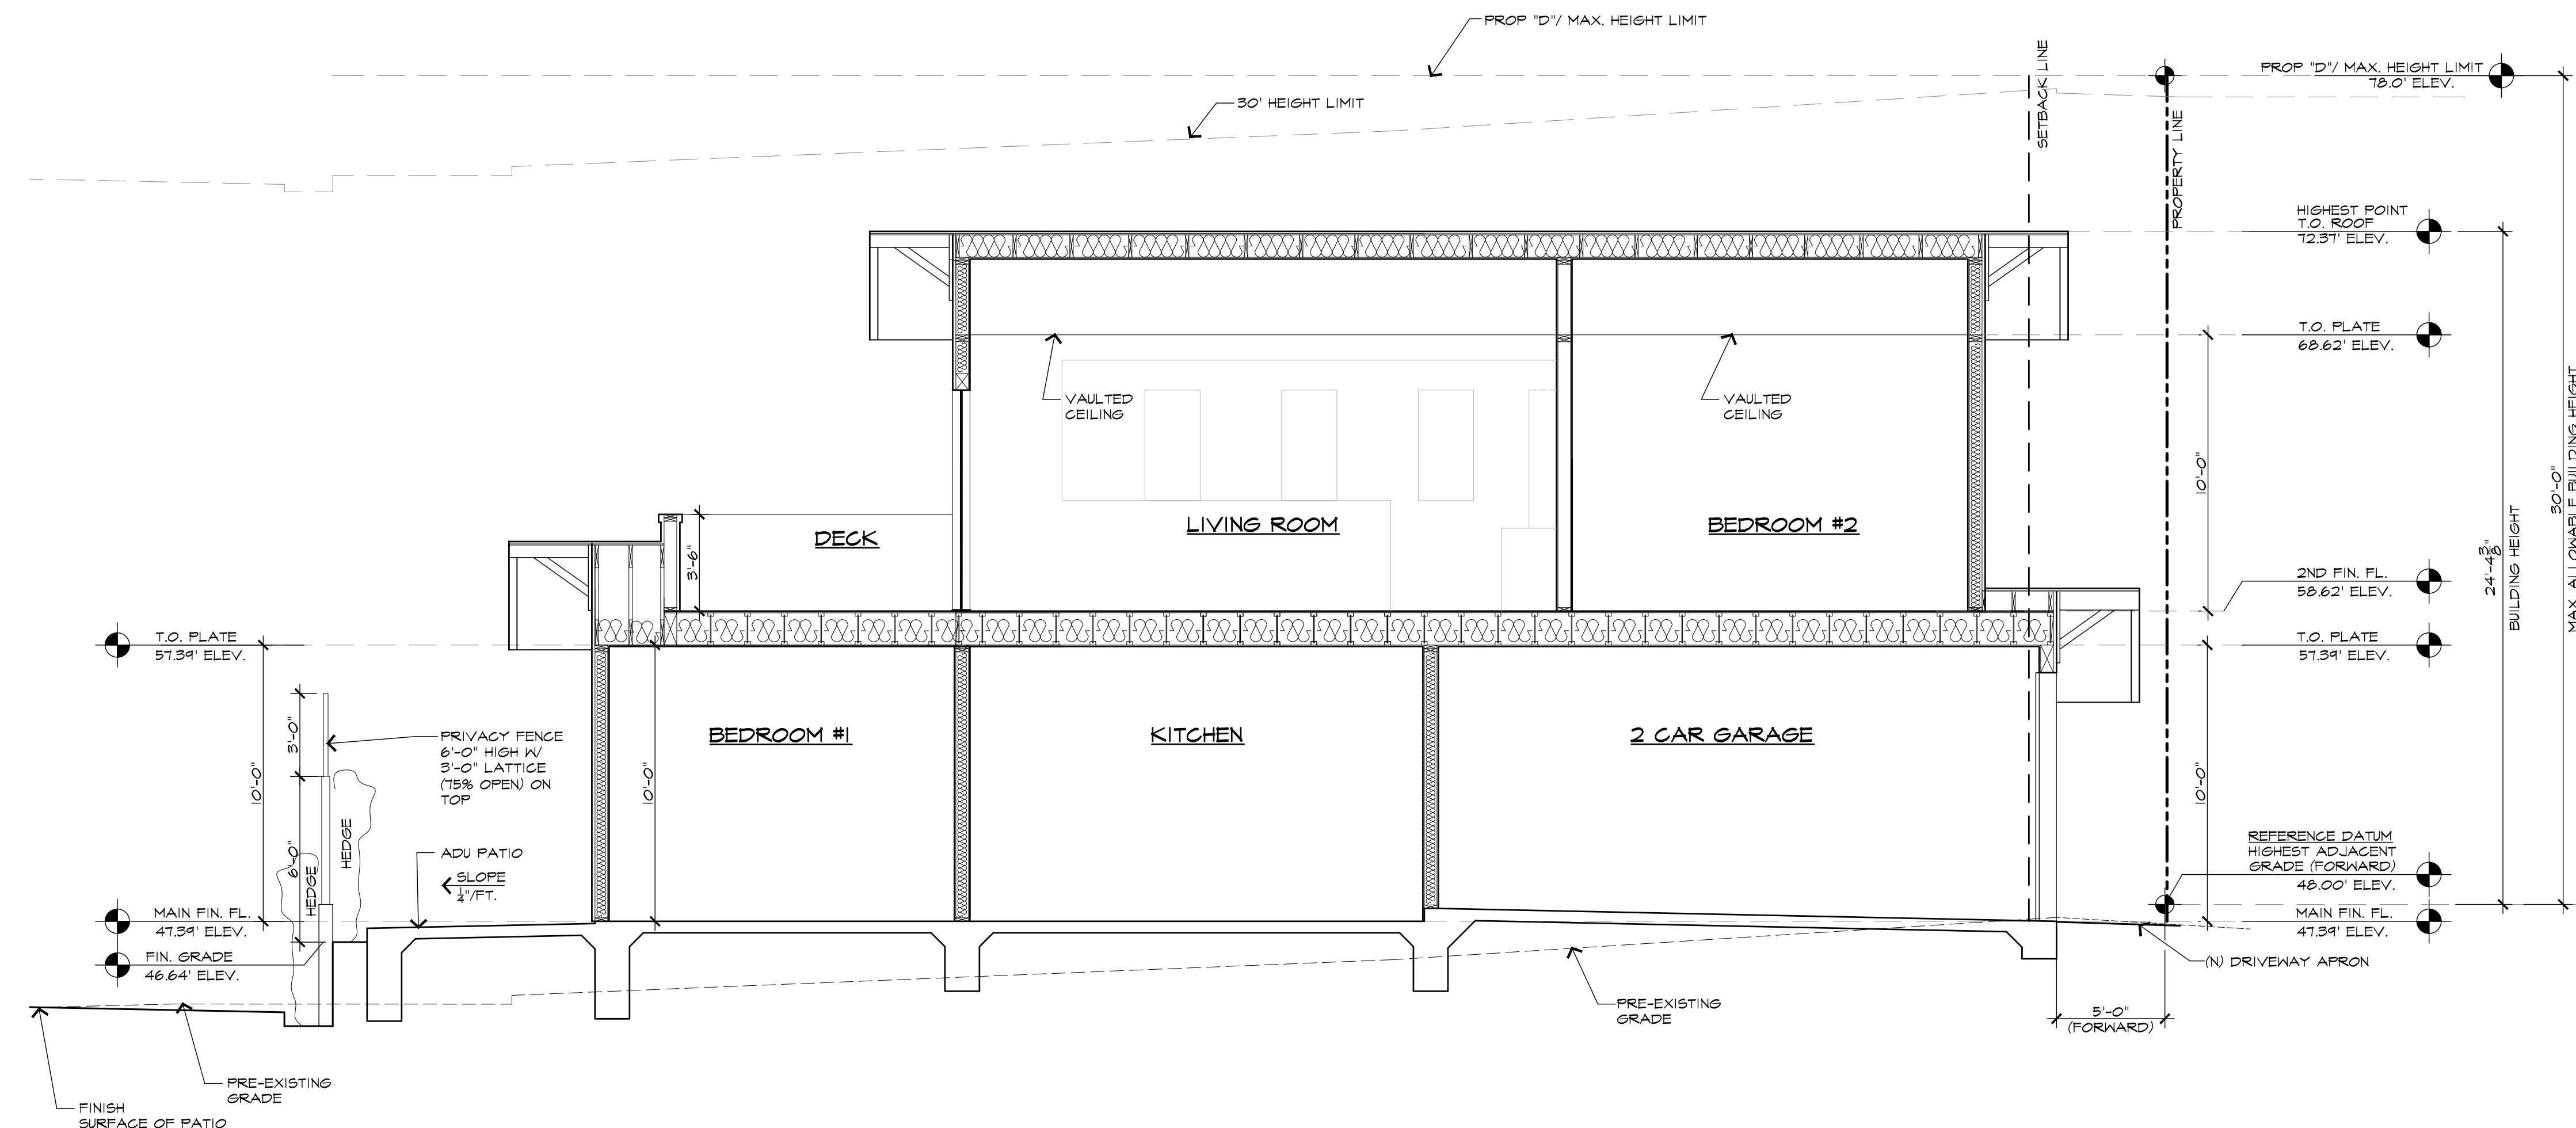 PROP "D"/ MAX. HEIGHT LIMIT
PROP "D"/ MAX. HEIGHT LIMIT
78.0' ELEV.
30' HEIGHT LIMIT
SETBACK LINE
PROPERTY LINE
HIGHEST POINT
T.O. ROOF
72.37' ELEV.
T.O. PLATE
68.62' ELEV.
VAULTED
CEILING
VAULTED
CEILING
10'-0"
30'-0"
MAX. ALLOWABLE BUILDING HEIGHT
LIVING ROOM
BEDROOM #2
DECK
3'-6"
24'-4 3/8"
BUILDING HEIGHT
2ND FIN. FL.
58.62' ELEV.
T.O. PLATE
57.39' ELEV.
T.O. PLATE
57.39' ELEV.
3'-0"
10'-0"
PRIVACY FENCE
6'-0" HIGH W/
3'-0" LATTICE
(75% OPEN) ON
TOP
BEDROOM #1
KITCHEN
2 CAR GARAGE
10'-0"
10'-0"
6'-0"
HEDGE
HEDGE
ADU PATIO
SLOPE
1/4"/FT.
REFERENCE DATUM
HIGHEST ADJACENT
GRADE (FORWARD)
48.00' ELEV.
MAIN FIN. FL.
47.39' ELEV.
MAIN FIN. FL.
47.39' ELEV.
FIN. GRADE
46.64' ELEV.
(N) DRIVEWAY APRON
PRE-EXISTING
GRADE
5'-0"
(FORWARD)
PRE-EXISTING
GRADE
FINISH
SURFACE OF PATIO